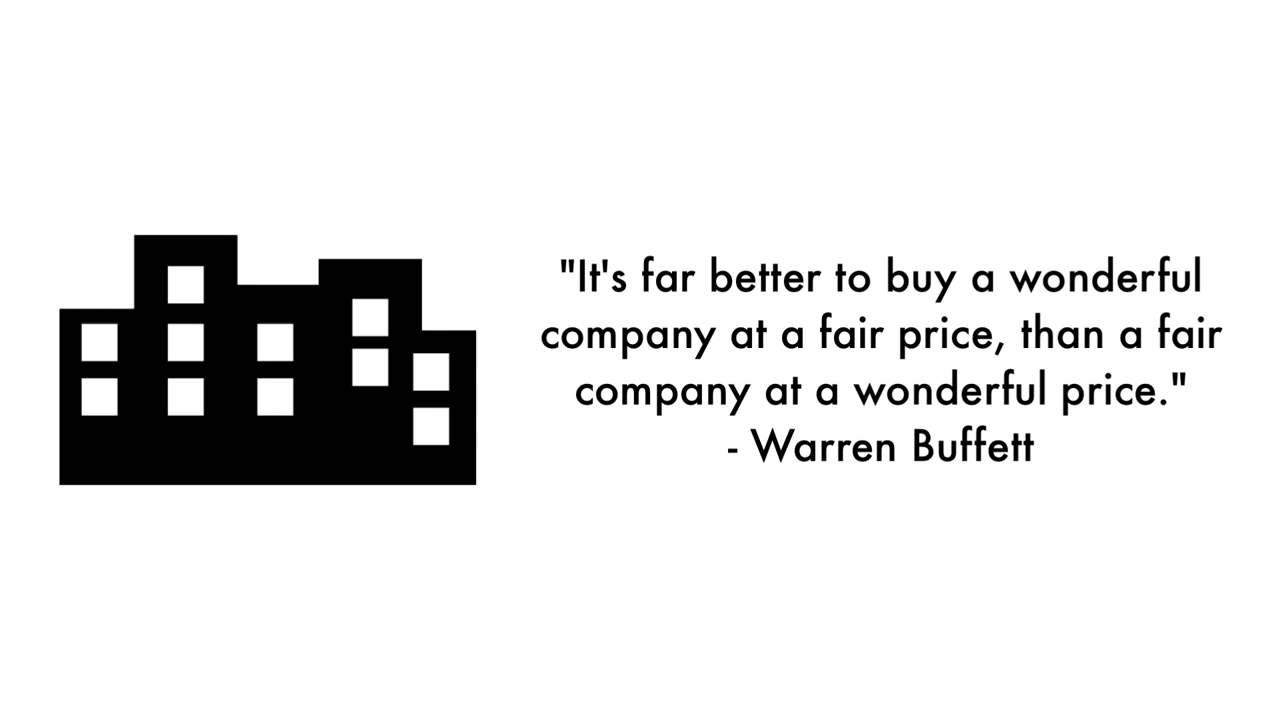 "It's far better to buy a wonderful
company at a fair price, than a fair
company at a wonderful price."
- Warren Buffett